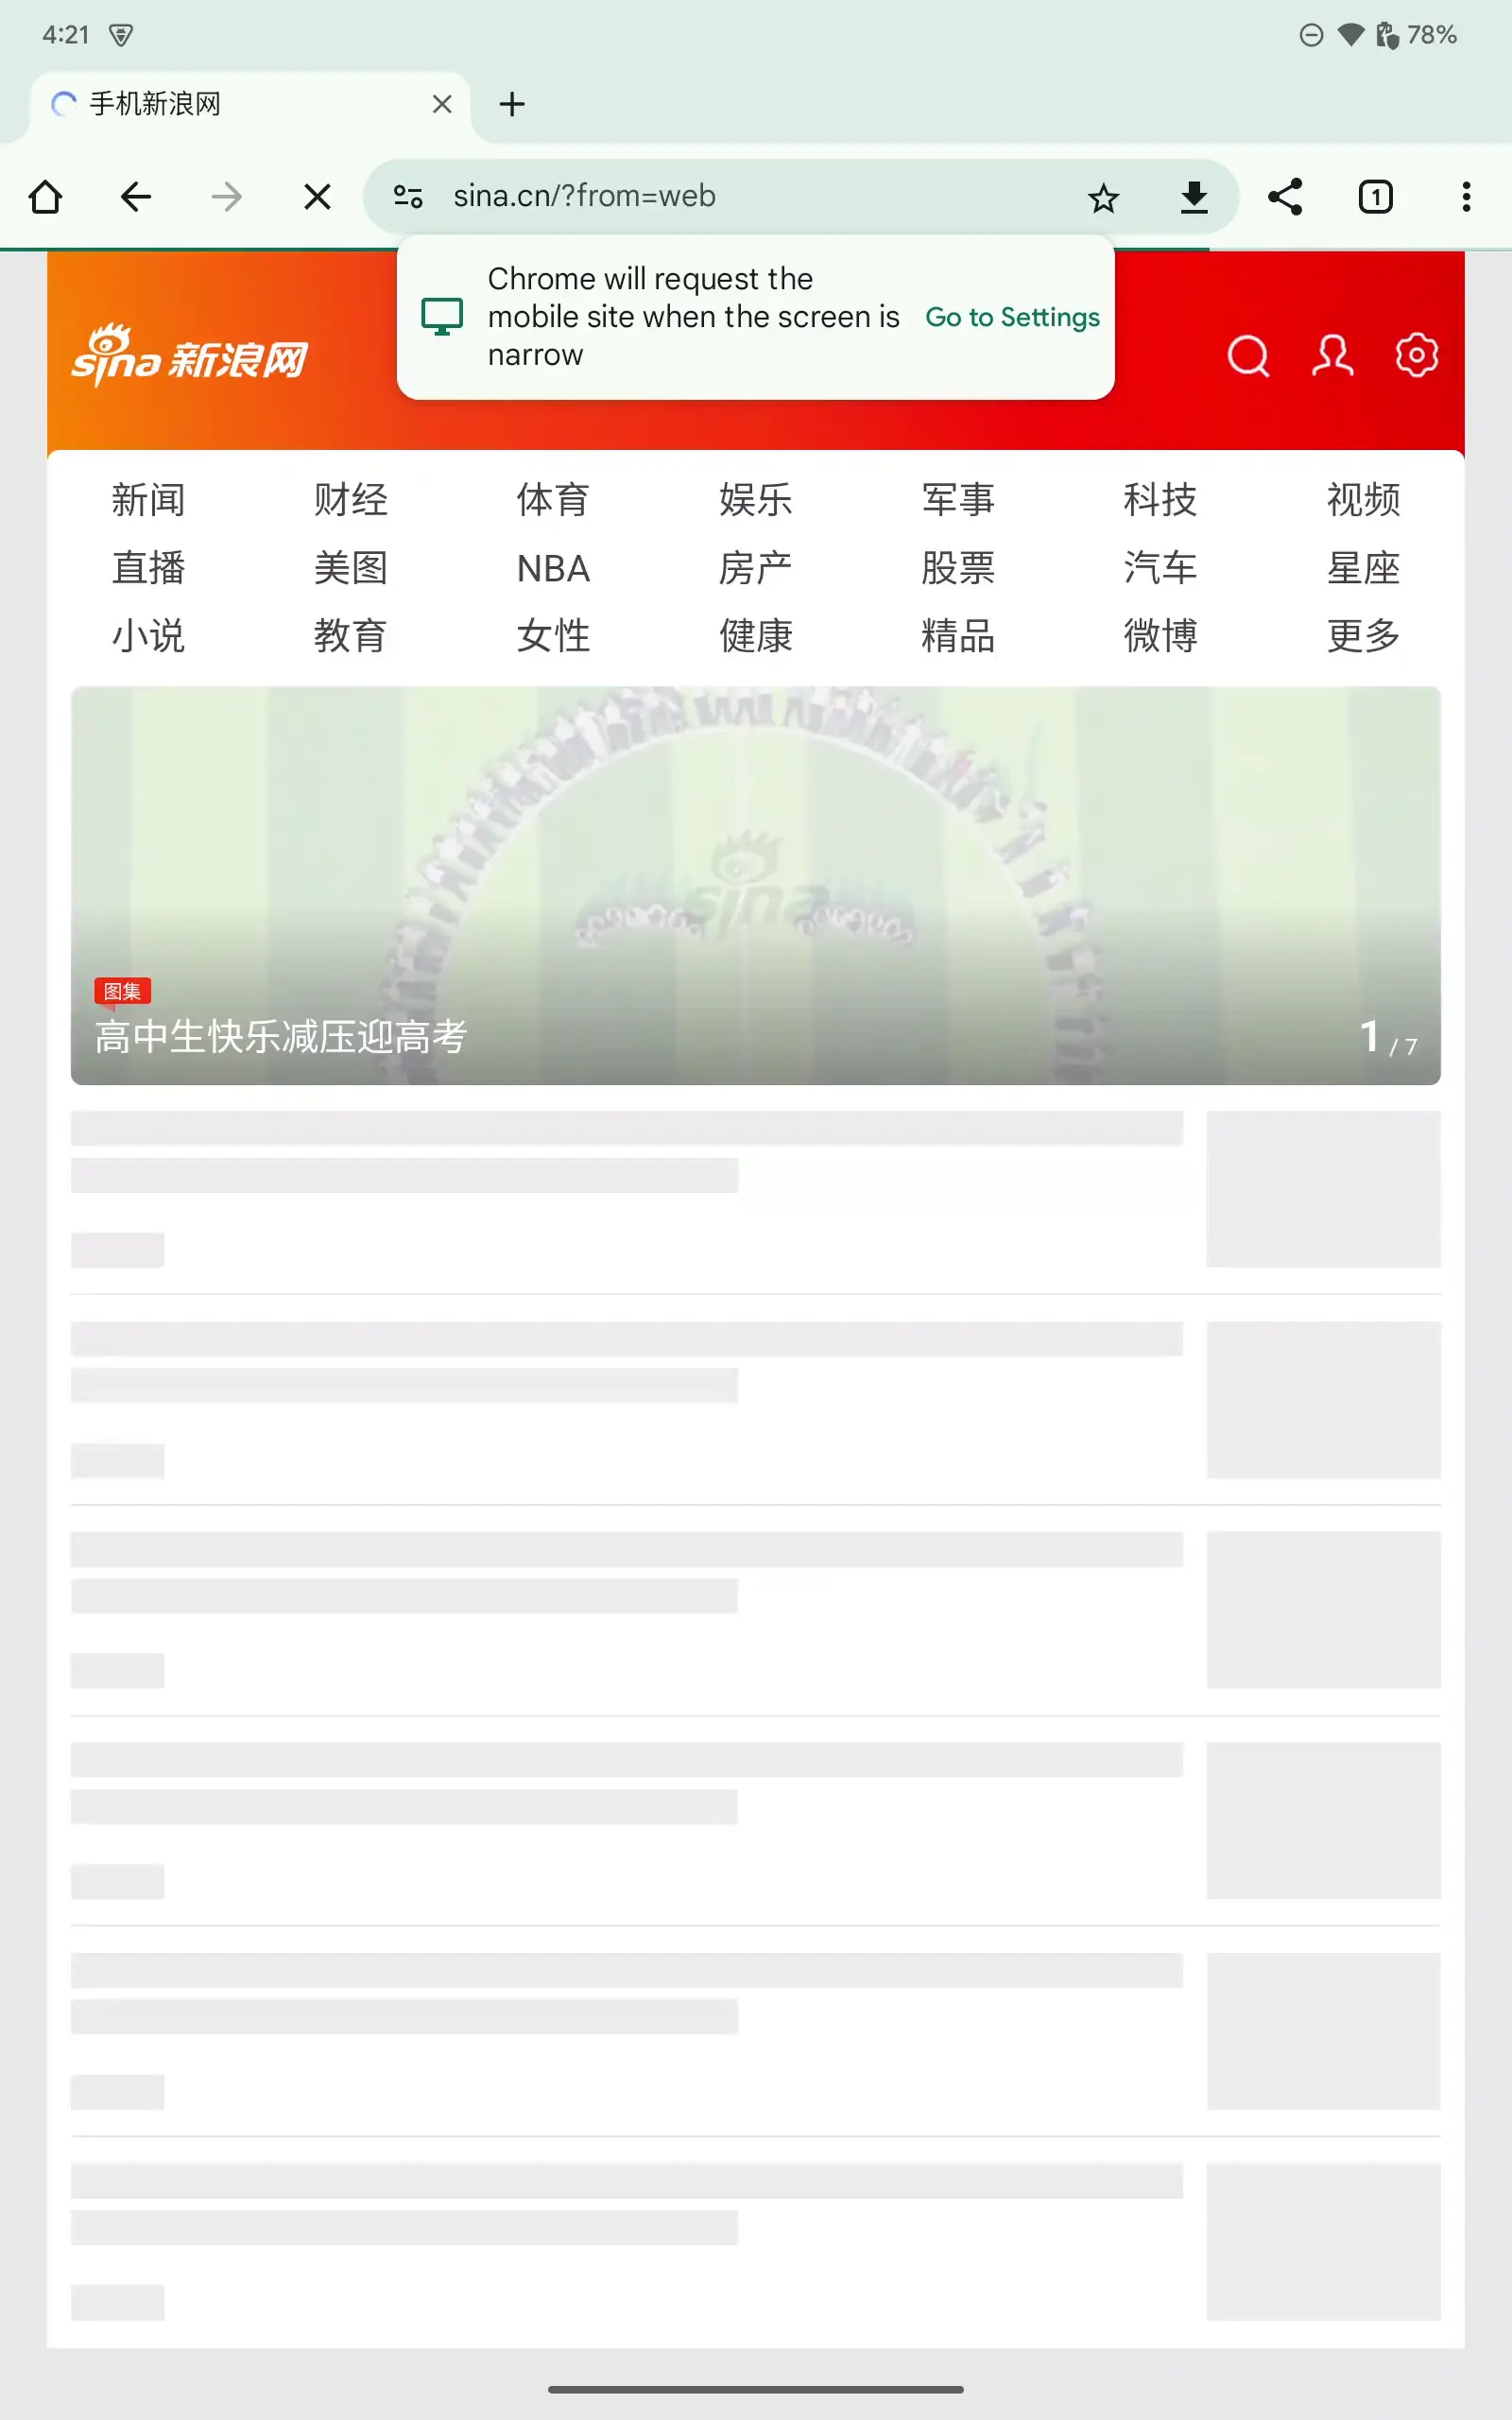 4:21
78%
手机新浪网
sina.cn/?from=web
1
Chrome will request the
mobile site when the screen is
narrow
Go to Settings
sina 新浪网
新闻 财经 体育 娱乐 军事 科技 视频
直播 美图 NBA 房产 股票 汽车 星座
小说 教育 女性 健康 精品 微博 更多
sina
图集
高中生快乐减压迎高考
1 / 7